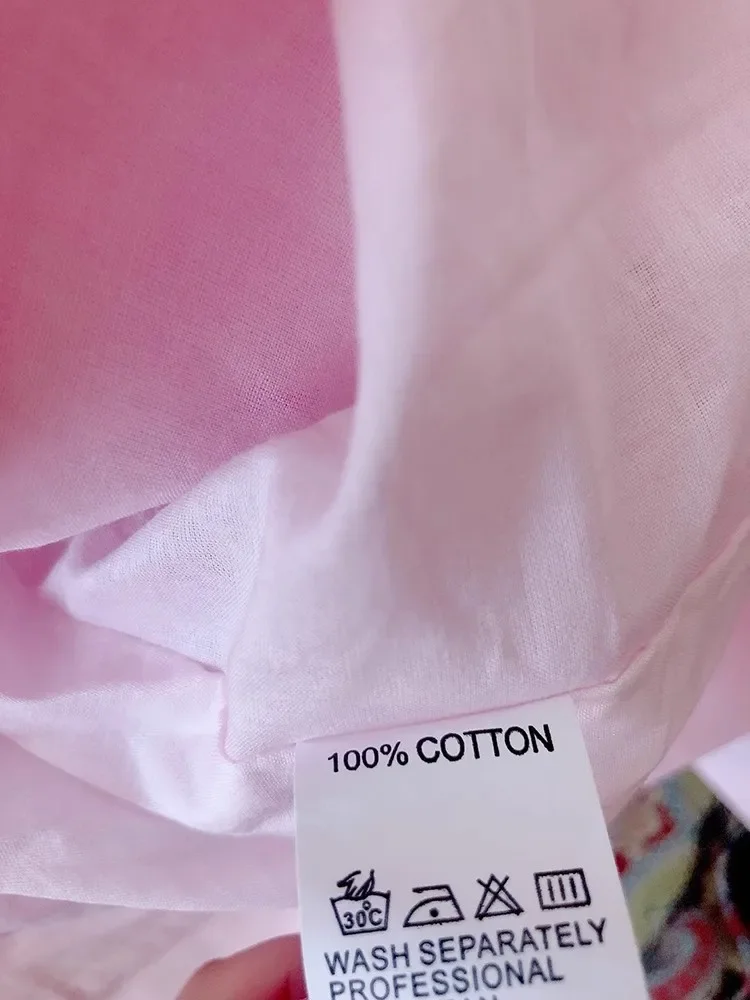 100% COTTON
30°C
WASH SEPARATELY
PROFESSIONAL